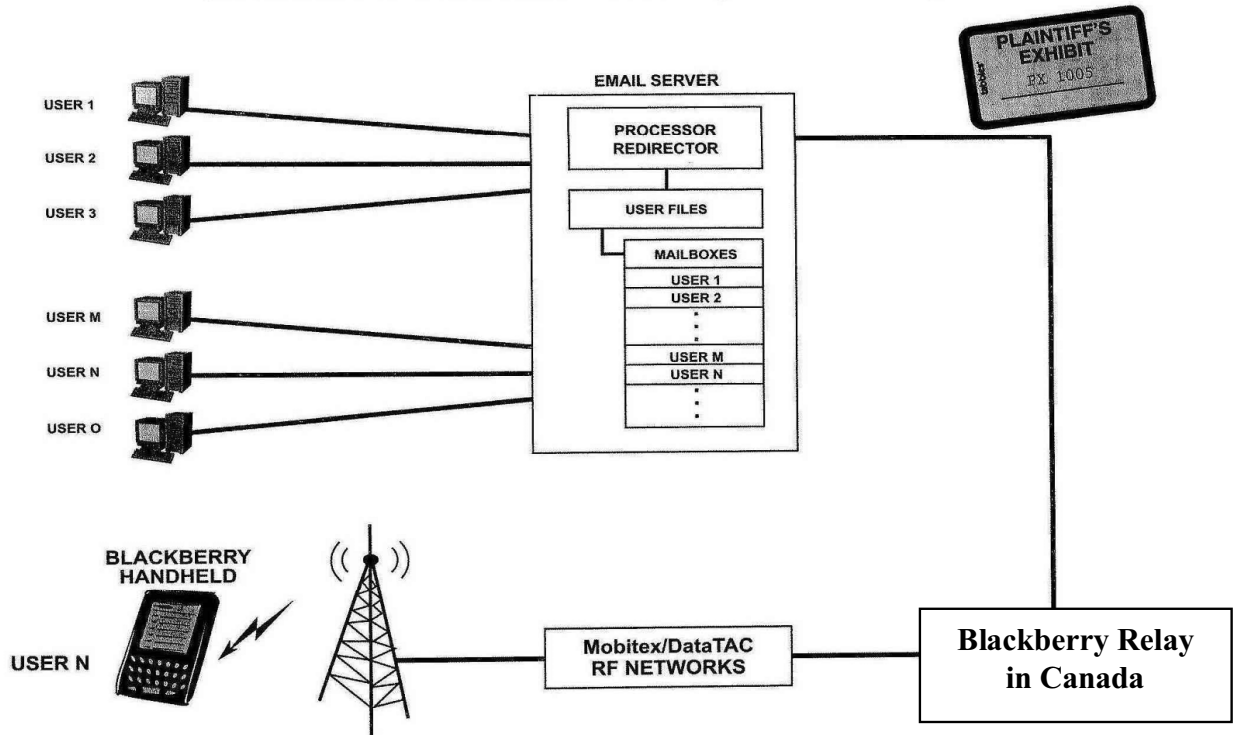 PLAINTIFF'S
EXHIBIT
PX 1005
EMAIL SERVER
USER 1
USER 2
USER 3
USER M
USER N
USER O
PROCESSOR
REDIRECTOR
USER FILES
MAILBOXES
USER 1
USER 2
USER M
USER N
BLACKBERRY
HANDHELD
USER N
Mobitex/DataTAC
RF NETWORKS
Blackberry Relay
in Canada